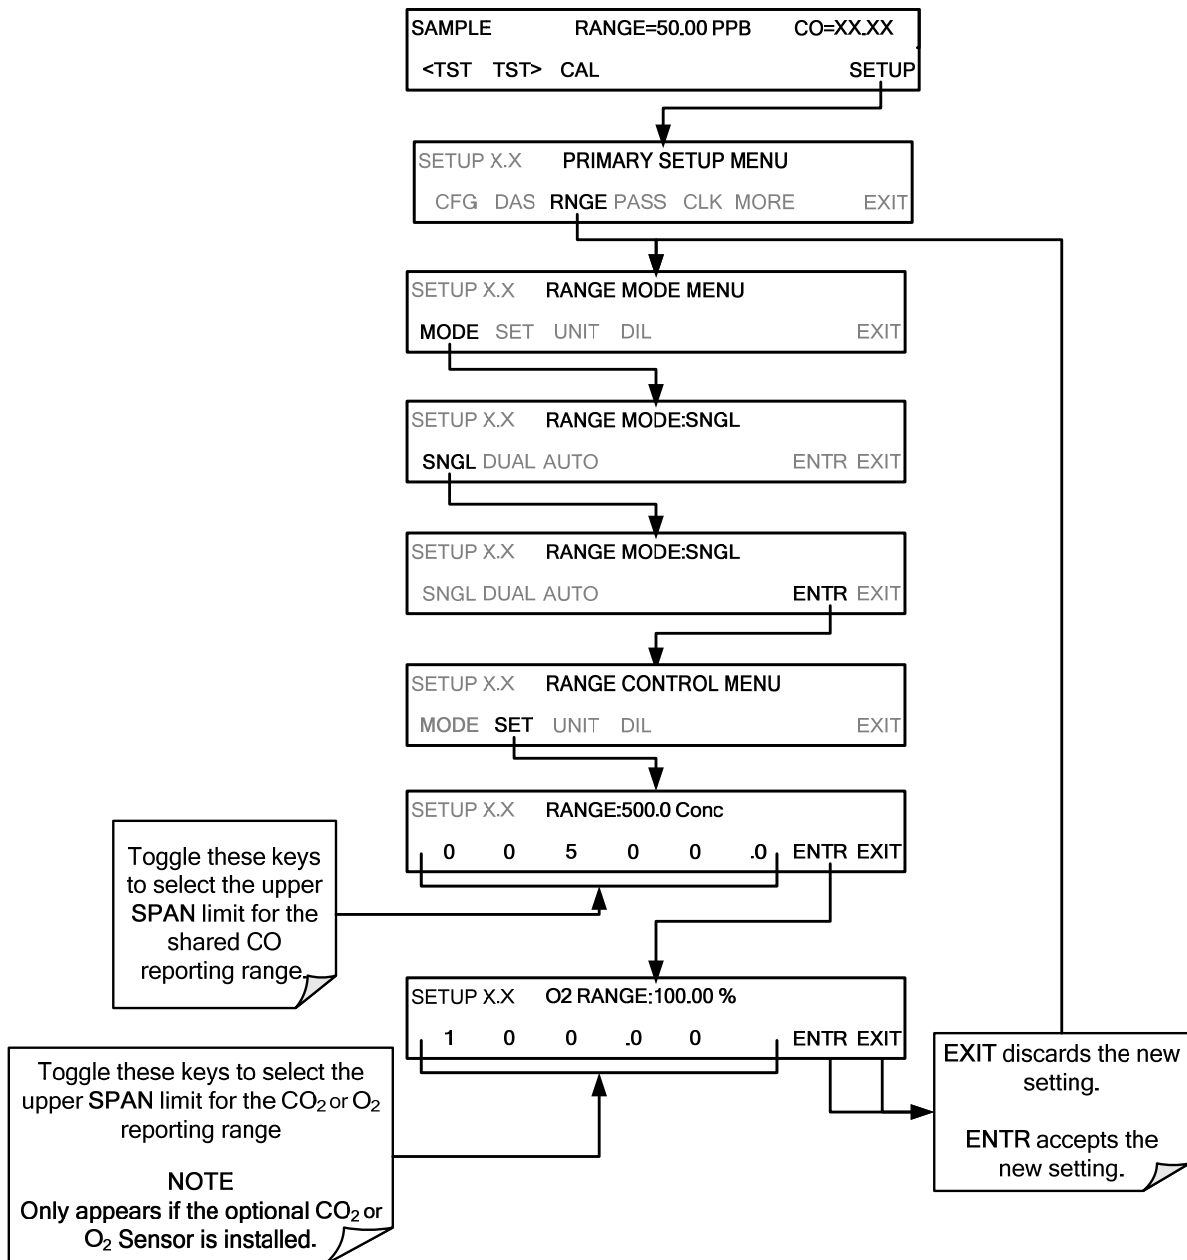 SAMPLE RANGE=50.00 PPB CO=XX.XX
<TST TST> CAL SETUP
SETUP X.X PRIMARY SETUP MENU
CFG DAS RNGE PASS CLK MORE EXIT
SETUP X.X RANGE MODE MENU
MODE SET UNIT DIL EXIT
SETUP X.X RANGE MODE:SNGL
SNGL DUAL AUTO ENTR EXIT
SETUP X.X RANGE MODE:SNGL
SNGL DUAL AUTO ENTR EXIT
SETUP X.X RANGE CONTROL MENU
MODE SET UNIT DIL EXIT
SETUP X.X RANGE:500.0 Conc
0 0 5 0 0 .0 ENTR EXIT
Toggle these keys
to select the upper
SPAN limit for the
shared CO
reporting range.
SETUP X.X O2 RANGE:100.00 %
1 0 0 .0 0 ENTR EXIT
Toggle these keys to select the
upper SPAN limit for the CO₂ or O₂
reporting range
NOTE
Only appears if the optional CO₂ or
O₂ Sensor is installed.
EXIT discards the new
setting.
ENTR accepts the
new setting.